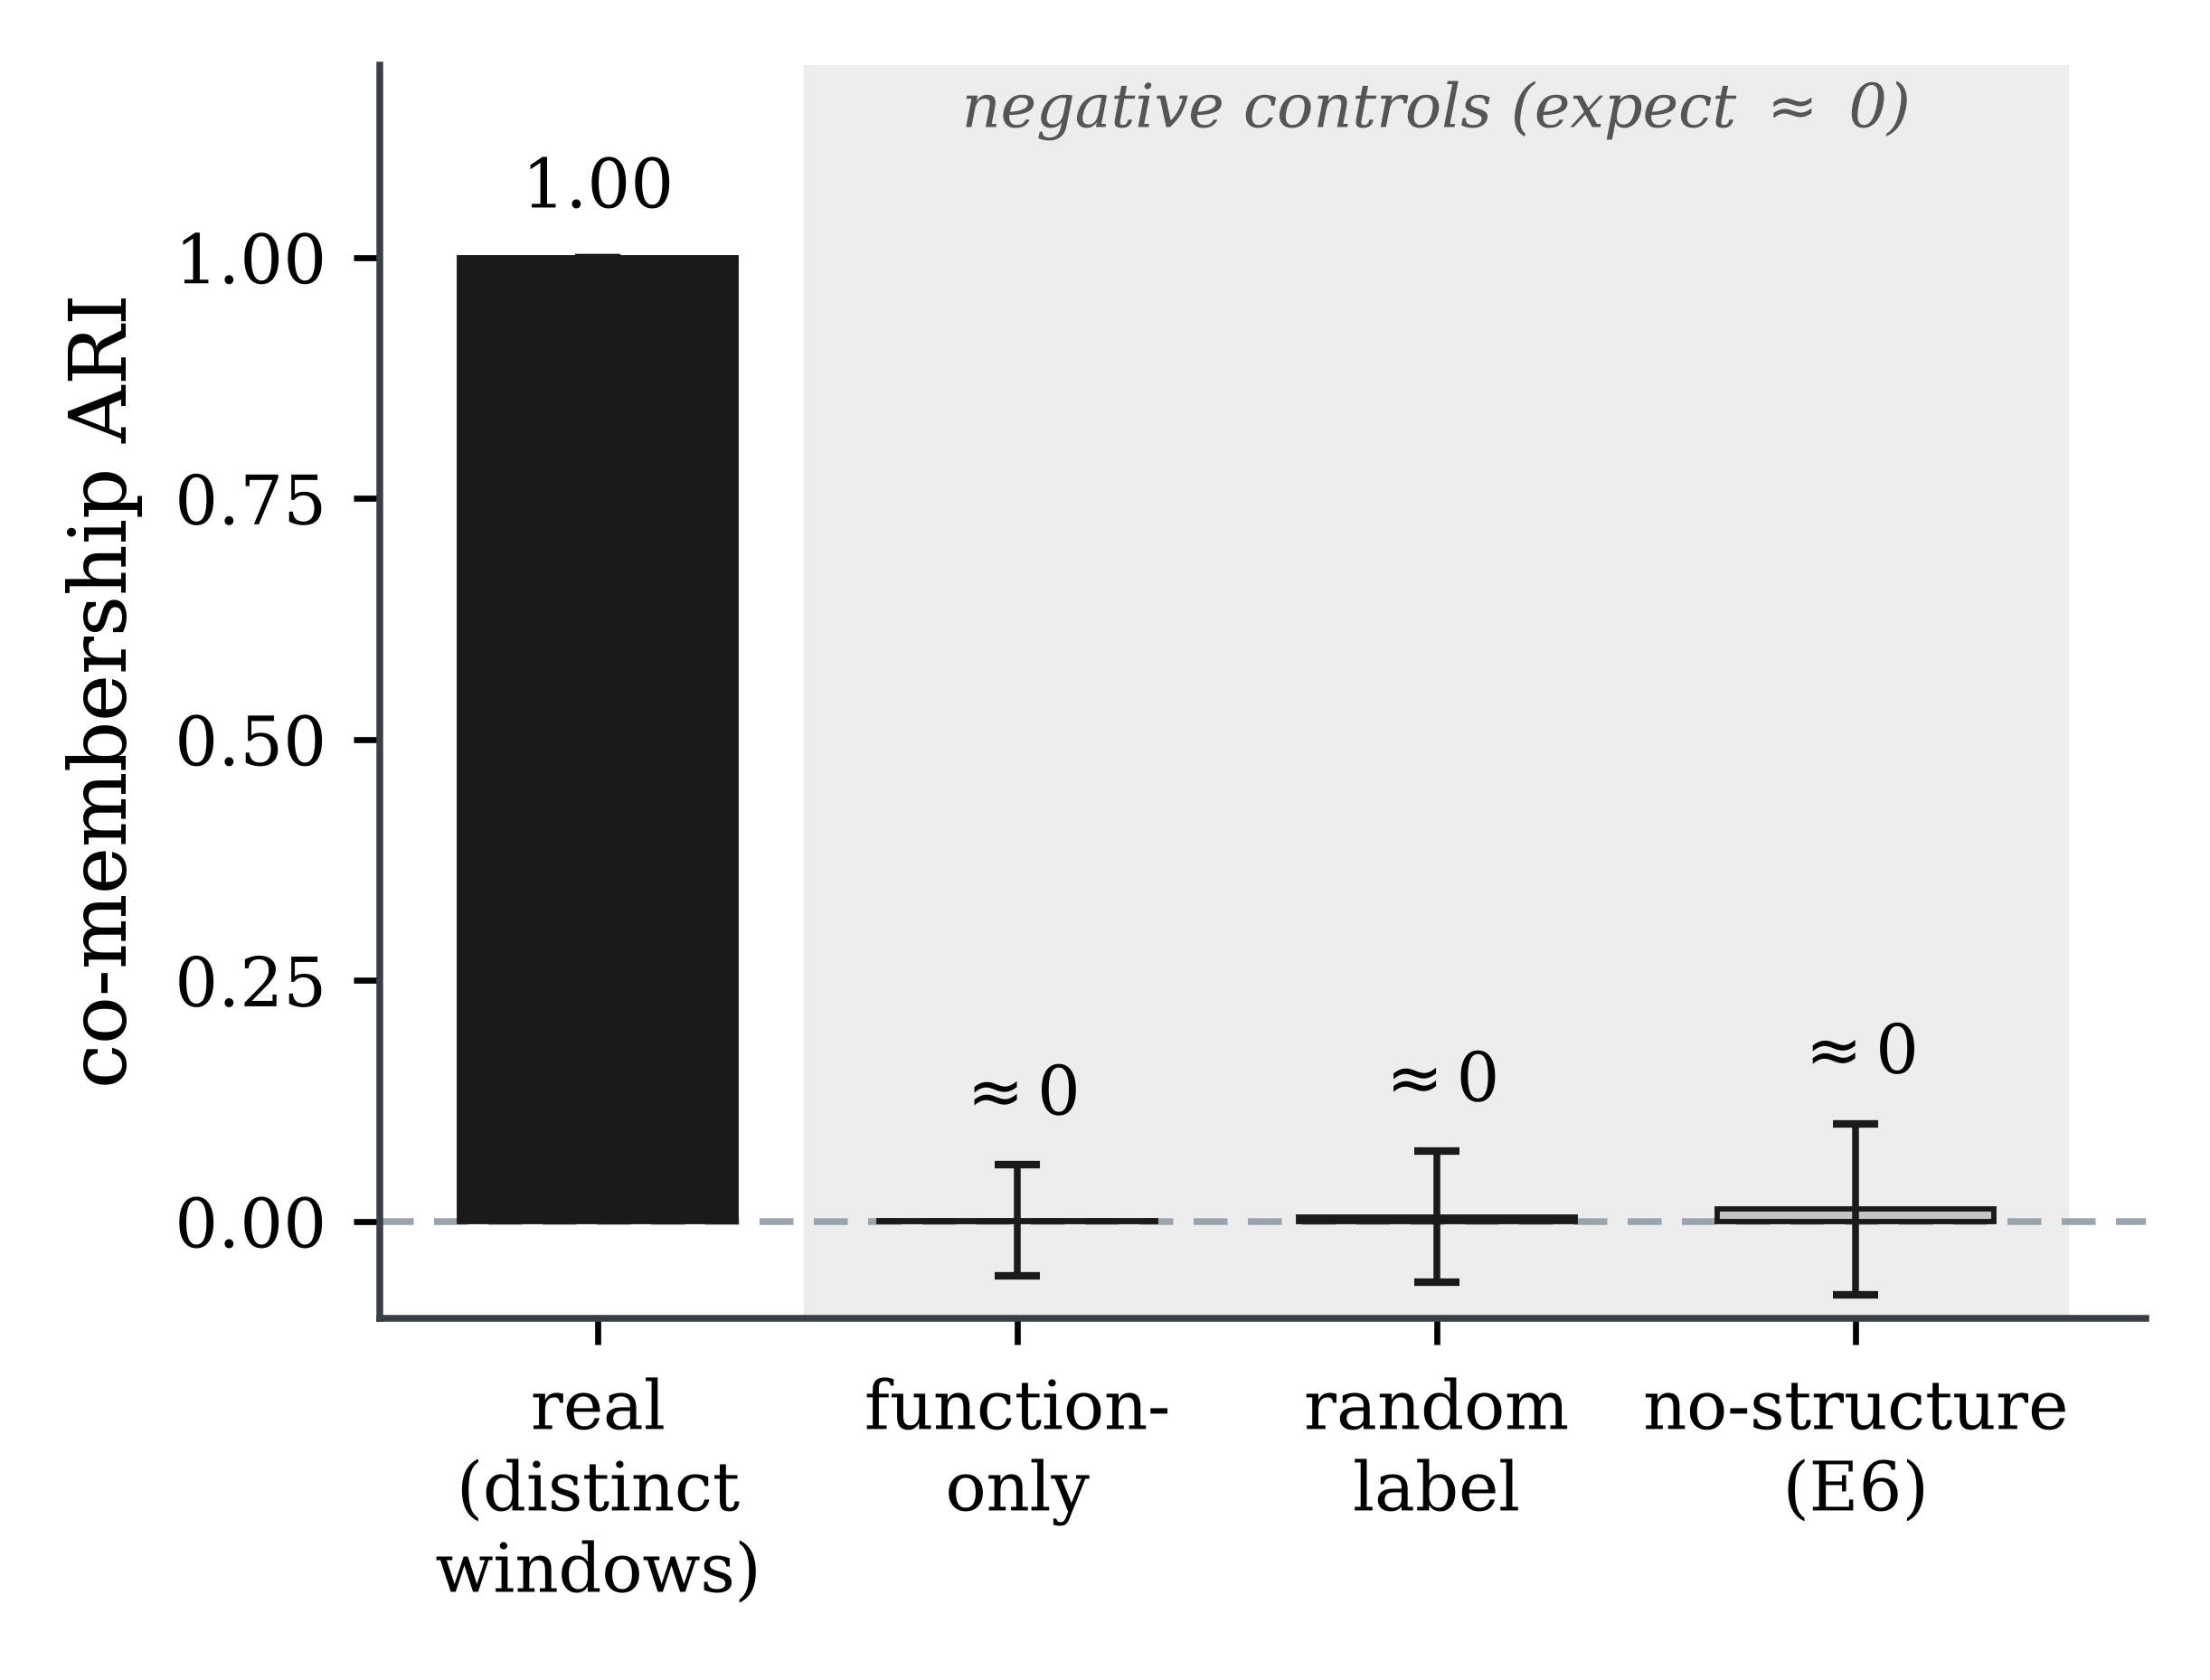 negative controls (expect ≈ 0)
1.00
1.00
0.75
0.50
0.25
0.00
co-membership ARI
≈ 0
≈ 0
≈ 0
real
(distinct
windows)
function-
only
random
label
no-structure
(E6)